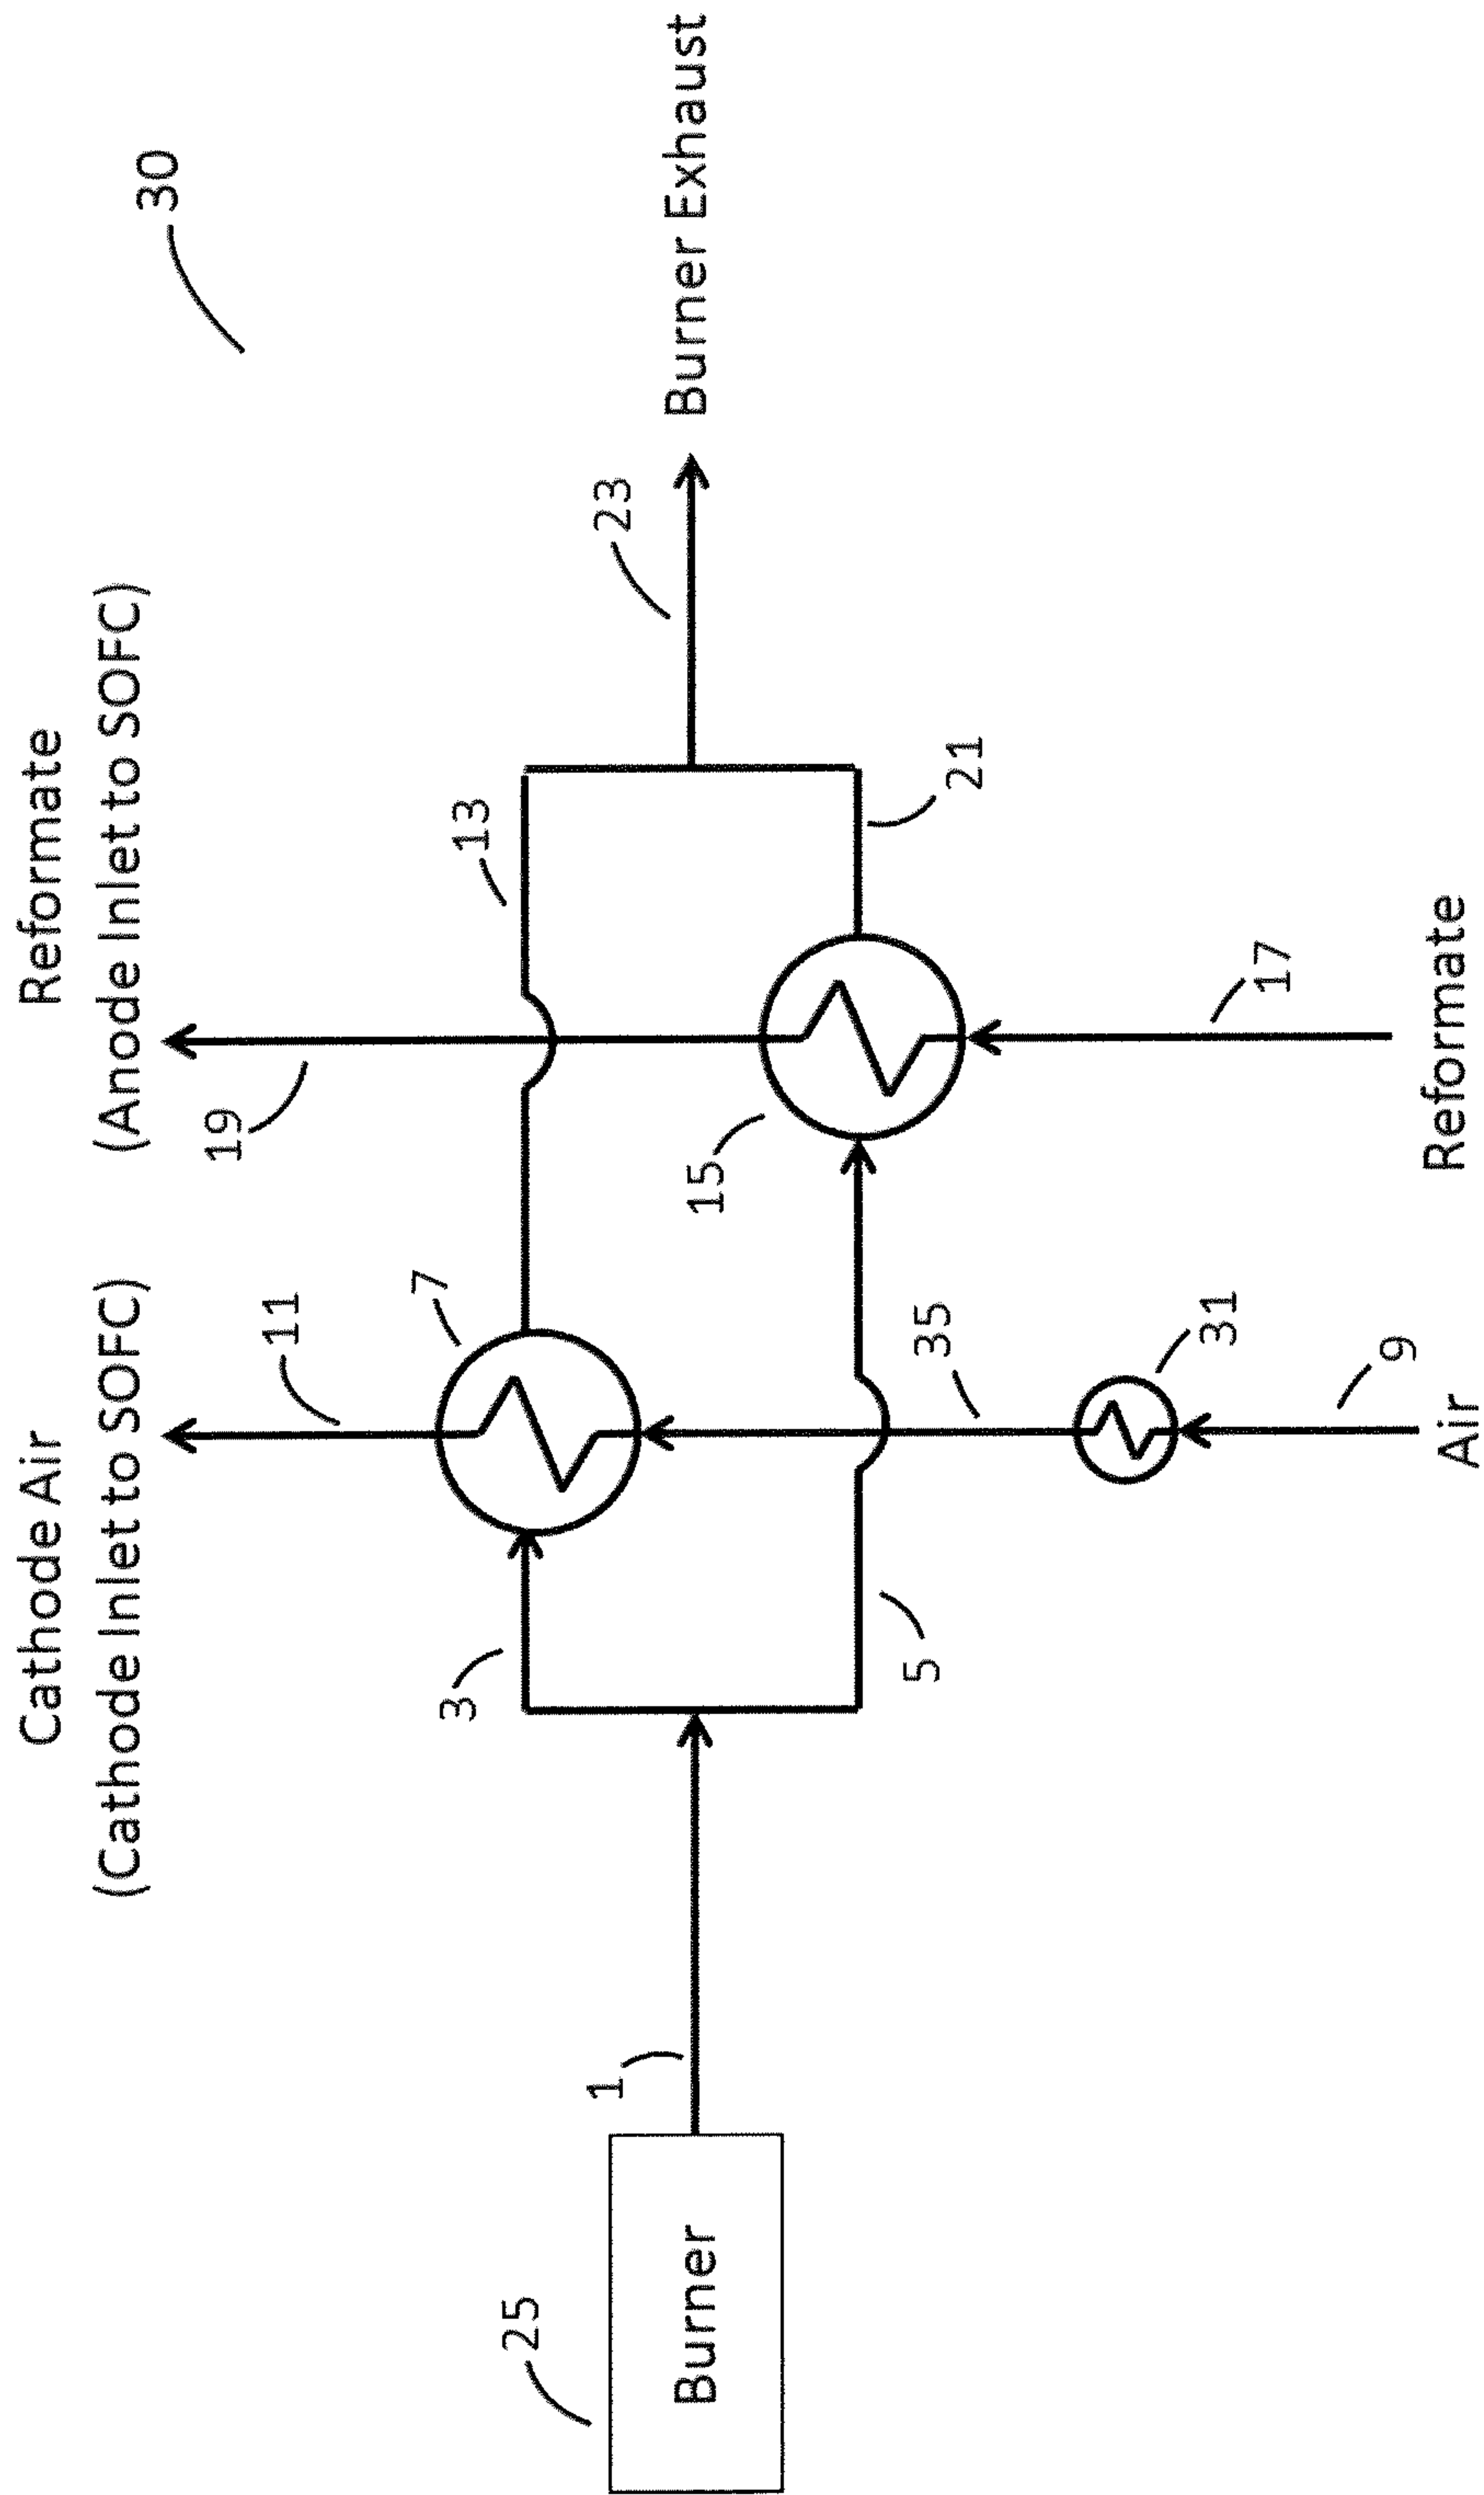 30
Cathode Air
(Cathode Inlet to SOFC)
Reformate
(Anode Inlet to SOFC)
11
19
7
13
3
23
25
Burner
1
Burner Exhaust
15
5
35
21
31
17
9
Air
Reformate